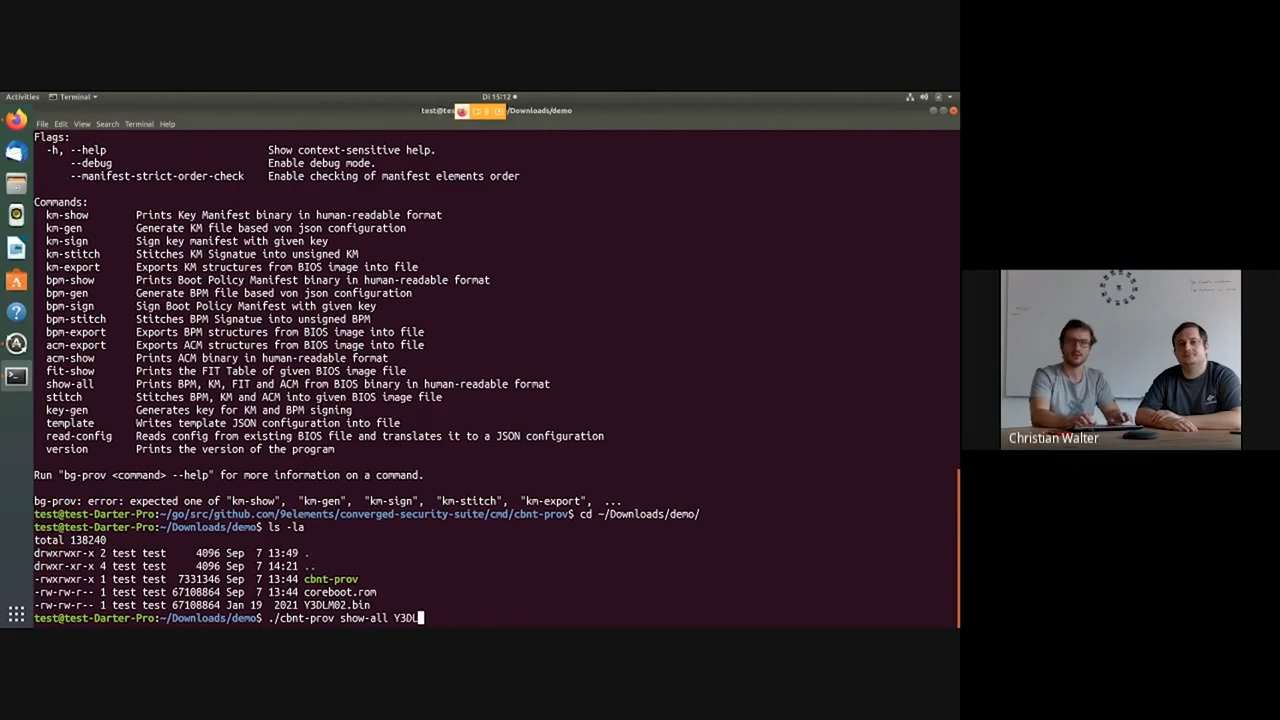 Activities Terminal Di 15:12
test@tes /Downloads/demo
File Edit View Search Terminal Help
Flags:
-h, --help Show context-sensitive help.
--debug Enable debug mode.
--manifest-strict-order-check Enable checking of manifest elements order
Commands:
km-show Prints Key Manifest binary in human-readable format
km-gen Generate KM file based von json configuration
km-sign Sign key manifest with given key
km-stitch Stitches KM Signatue into unsigned KM
km-export Exports KM structures from BIOS image into file
bpm-show Prints Boot Policy Manifest binary in human-readable format
bpm-gen Generate BPM file based von json configuration
bpm-sign Sign Boot Policy Manifest with given key
bpm-stitch Stitches BPM Signatue into unsigned BPM
bpm-export Exports BPM structures from BIOS image into file
acm-export Exports ACM structures from BIOS image into file
acm-show Prints ACM binary in human-readable format
fit-show Prints the FIT Table of given BIOS image file
show-all Prints BPM, KM, FIT and ACM from BIOS binary in human-readable format
stitch Stitches BPM, KM and ACM into given BIOS image file
key-gen Generates key for KM and BPM signing
template Writes template JSON configuration into file
read-config Reads config from existing BIOS file and translates it to a JSON configuration
version Prints the version of the program
Run "bg-prov <command> --help" for more information on a command.
bg-prov: error: expected one of "km-show", "km-gen", "km-sign", "km-stitch", "km-export", ...
test@test-Darter-Pro:~/go/src/github.com/9elements/converged-security-suite/cmd/cbnt-prov$ cd ~/Downloads/demo/
test@test-Darter-Pro:~/Downloads/demo$ ls -la
total 138240
drwxrwxr-x 2 test test 4096 Sep 7 13:49 .
drwxr-xr-x 4 test test 4096 Sep 7 14:21 ..
-rwxrwxr-x 1 test test 7331346 Sep 7 13:44 cbnt-prov
-rw-rw-r-- 1 test test 67108864 Sep 7 13:44 coreboot.rom
-rw-rw-r-- 1 test test 67108864 Jan 19 2021 Y3DLM02.bin
test@test-Darter-Pro:~/Downloads/demo$ ./cbnt-prov show-all Y3DL
Christian Walter